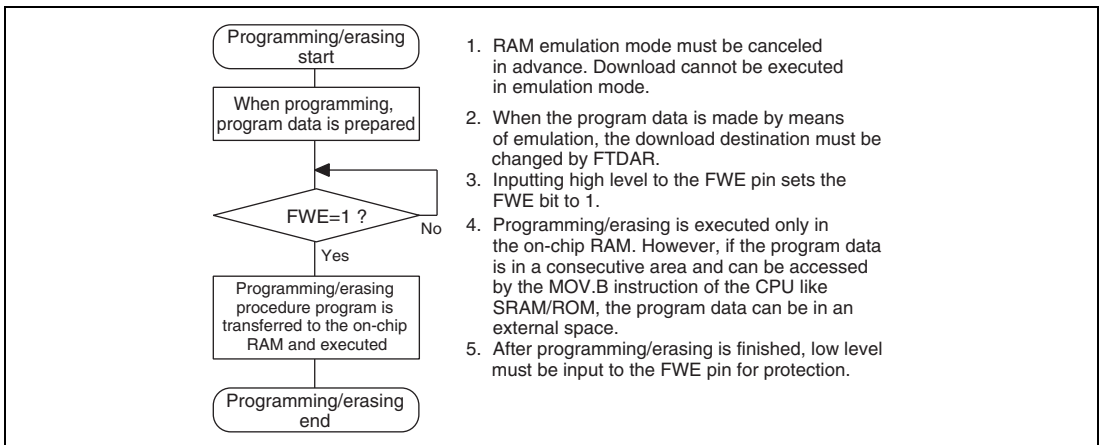 Programming/erasing
start
When programming,
program data is prepared
FWE=1 ?
No
Yes
Programming/erasing
procedure program is
transferred to the on-chip
RAM and executed
Programming/erasing
end
1. RAM emulation mode must be canceled
in advance. Download cannot be executed
in emulation mode.
2. When the program data is made by means
of emulation, the download destination must be
changed by FTDAR.
3. Inputting high level to the FWE pin sets the
FWE bit to 1.
4. Programming/erasing is executed only in
the on-chip RAM. However, if the program data
is in a consecutive area and can be accessed
by the MOV.B instruction of the CPU like
SRAM/ROM, the program data can be in an
external space.
5. After programming/erasing is finished, low level
must be input to the FWE pin for protection.